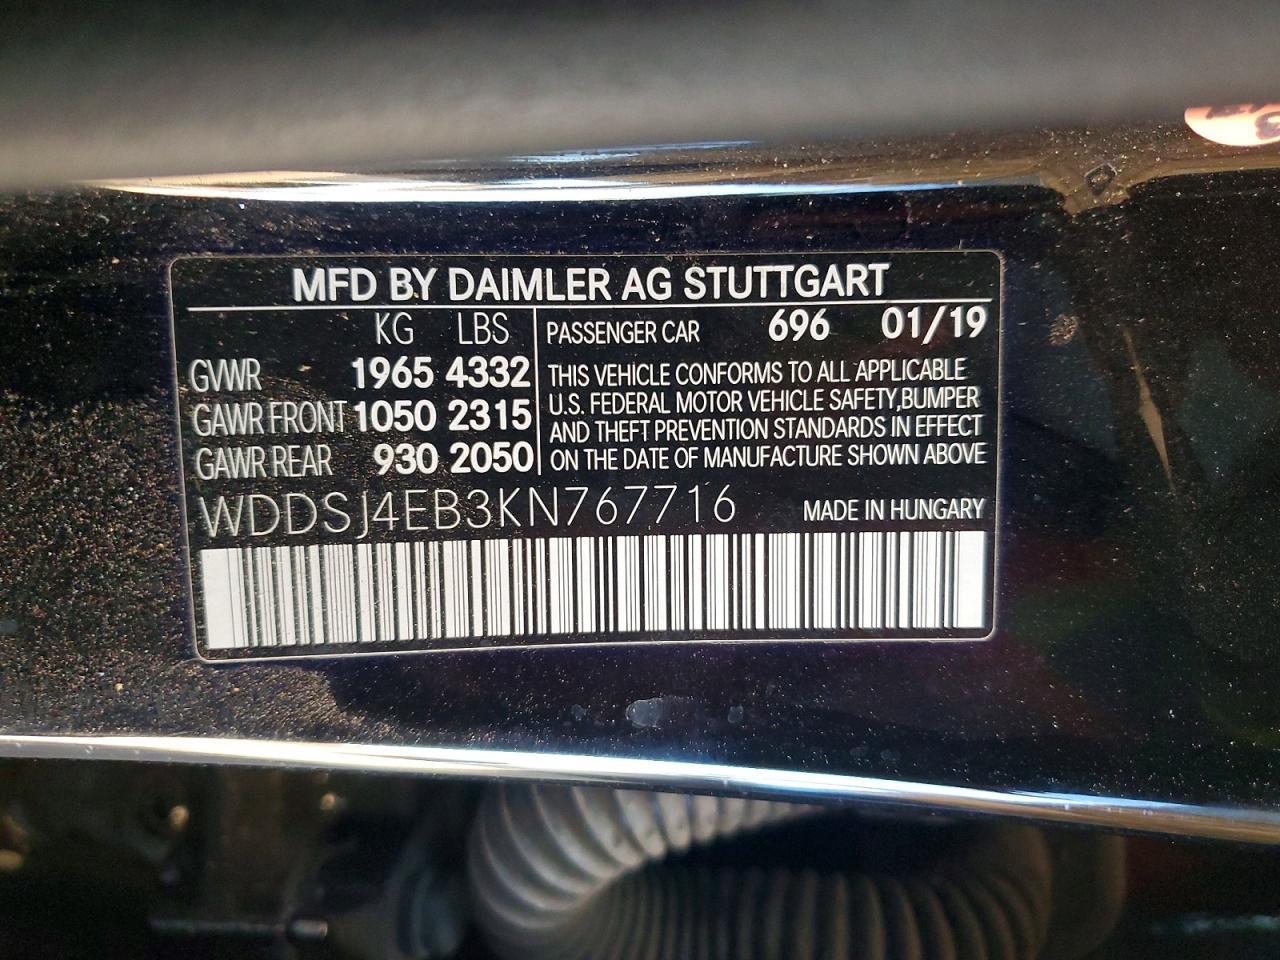 MFD BY DAIMLER AG STUTTGART
KG LBS
GVWR 1965 4332
GAWR FRONT 1050 2315
GAWR REAR 930 2050
PASSENGER CAR 696 01/19
THIS VEHICLE CONFORMS TO ALL APPLICABLE
U.S. FEDERAL MOTOR VEHICLE SAFETY,BUMPER
AND THEFT PREVENTION STANDARDS IN EFFECT
ON THE DATE OF MANUFACTURE SHOWN ABOVE
WDDSJ4EB3KN767716 MADE IN HUNGARY